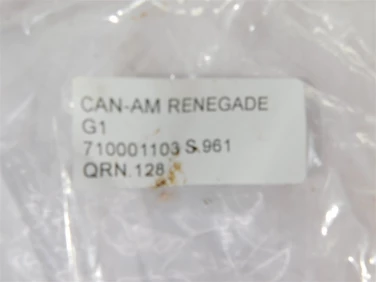 CAN-AM RENEGADE
G1
710001103 S.961
QRN.128